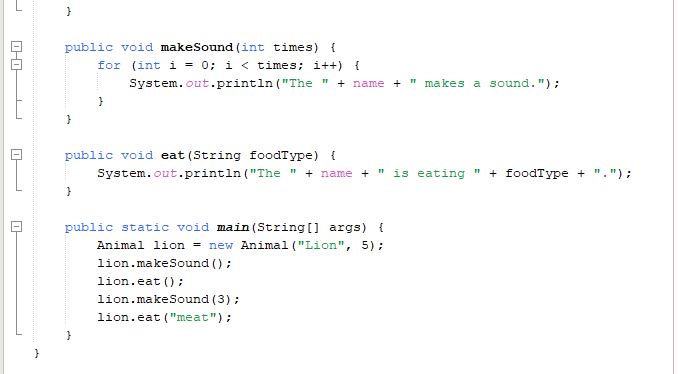 }
public void makeSound(int times) {
for (int i = 0; i < times; i++) {
System.out.println("The " + name + " makes a sound.");
}
}
public void eat(String foodType) {
System.out.println("The " + name + " is eating " + foodType + ".");
}
public static void main(String[] args) {
Animal lion = new Animal("Lion", 5);
lion.makeSound();
lion.eat();
lion.makeSound(3);
lion.eat("meat");
}
}